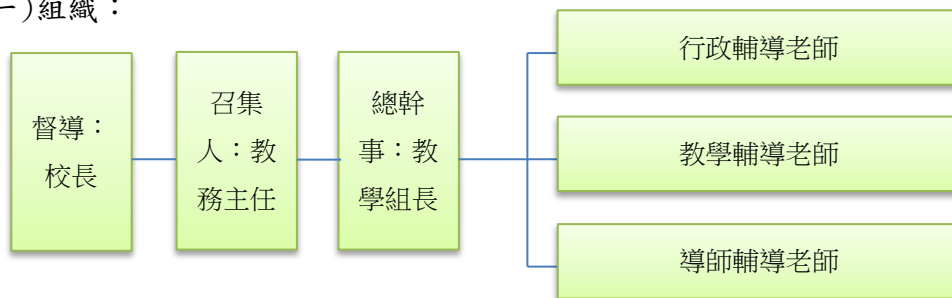 一)組織：
督導：
校長
召集
人：教
務主任
總幹
事：教
學組長
行政輔導老師
教學輔導老師
導師輔導老師